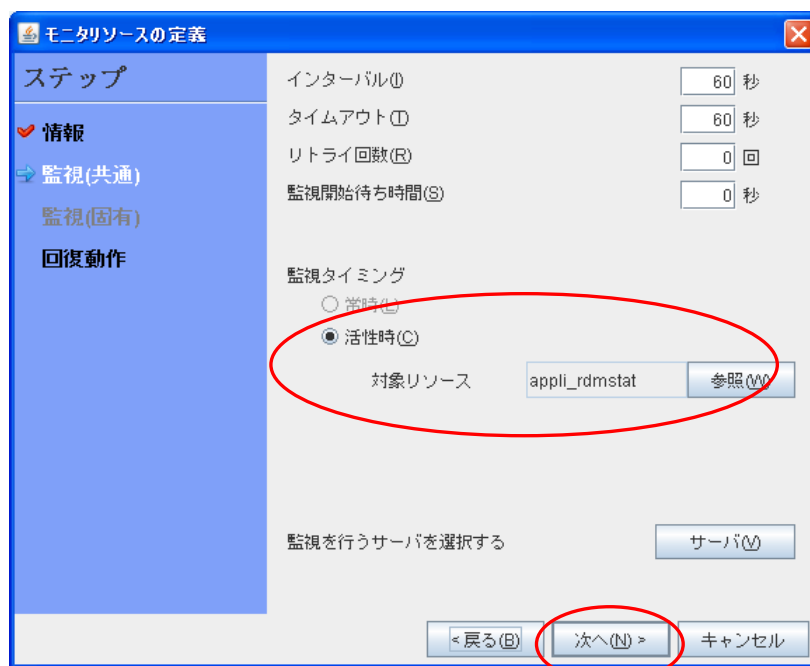 モニタリソースの定義
ステップ
情報
監視(共通)
監視(固有)
回復動作
インターバル(I) 60 秒
タイムアウト(T) 60 秒
リトライ回数(R) 0 回
監視開始待ち時間(S) 0 秒
監視タイミング
常時(L)
活性時(C)
対象リソース appli_rdmstat 参照(W)
監視を行うサーバを選択する サーバ(V)
<戻る(B) 次へ(N)> キャンセル